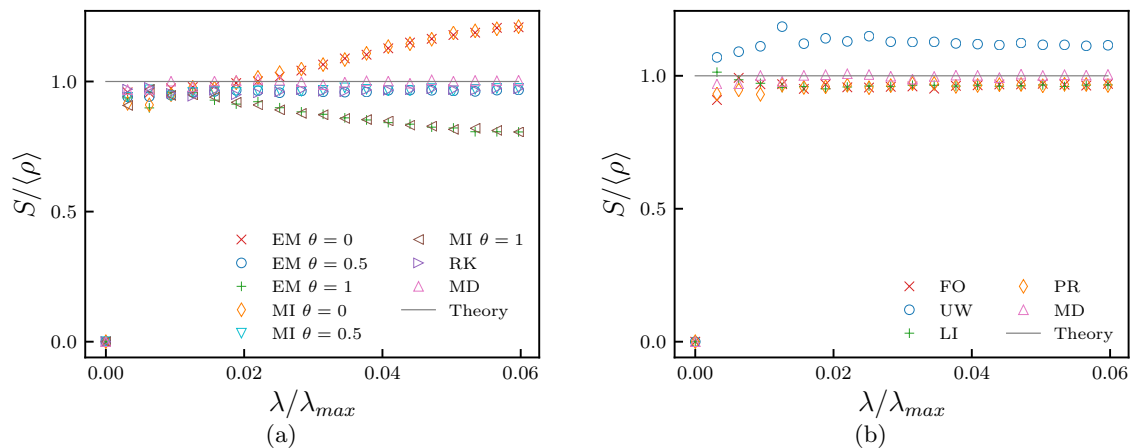 1.0
0.5
0.0
S/⟨ρ⟩
EM θ = 0
EM θ = 0.5
EM θ = 1
MI θ = 0
MI θ = 0.5
MI θ = 1
RK
MD
Theory
0.00
0.02
0.04
0.06
λ/λmax
(a)
1.0
0.5
0.0
S/⟨ρ⟩
FO
UW
LI
PR
MD
Theory
0.00
0.02
0.04
0.06
λ/λmax
(b)